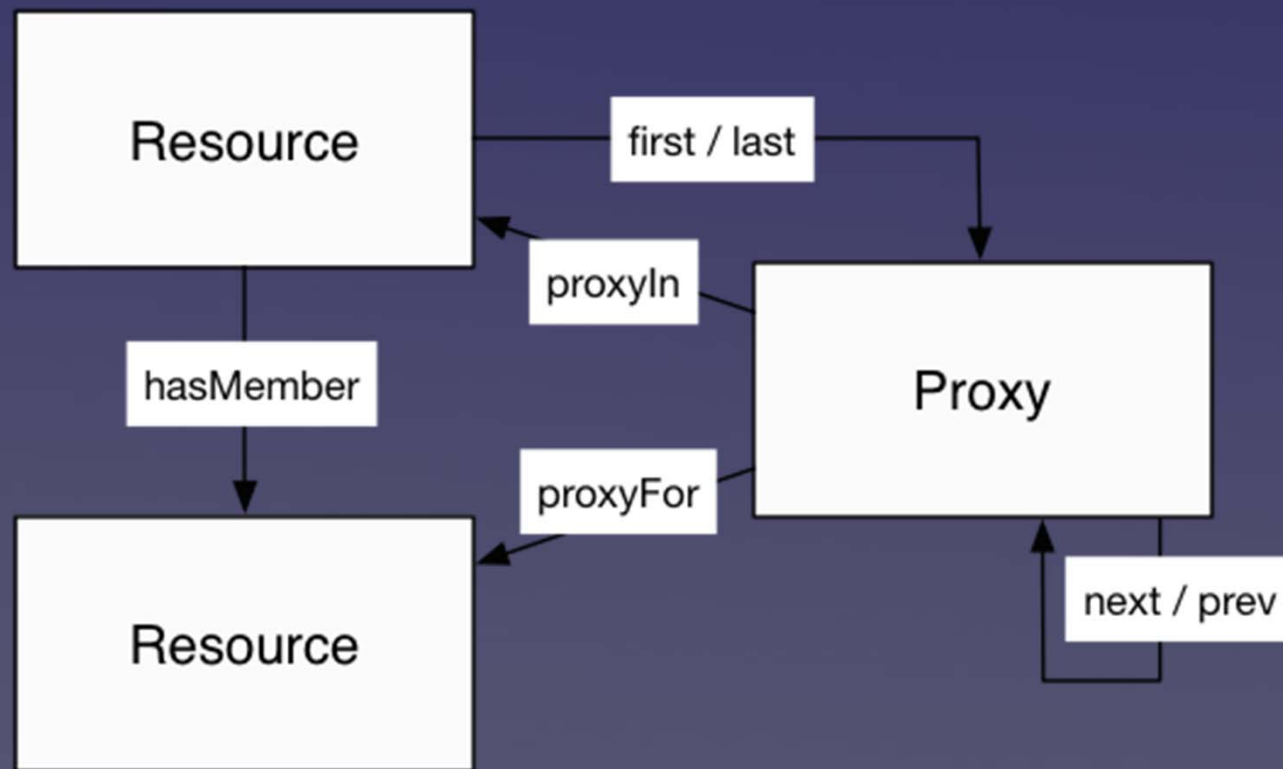 Resource
first / last
proxyIn
hasMember
Proxy
proxyFor
next / prev
Resource